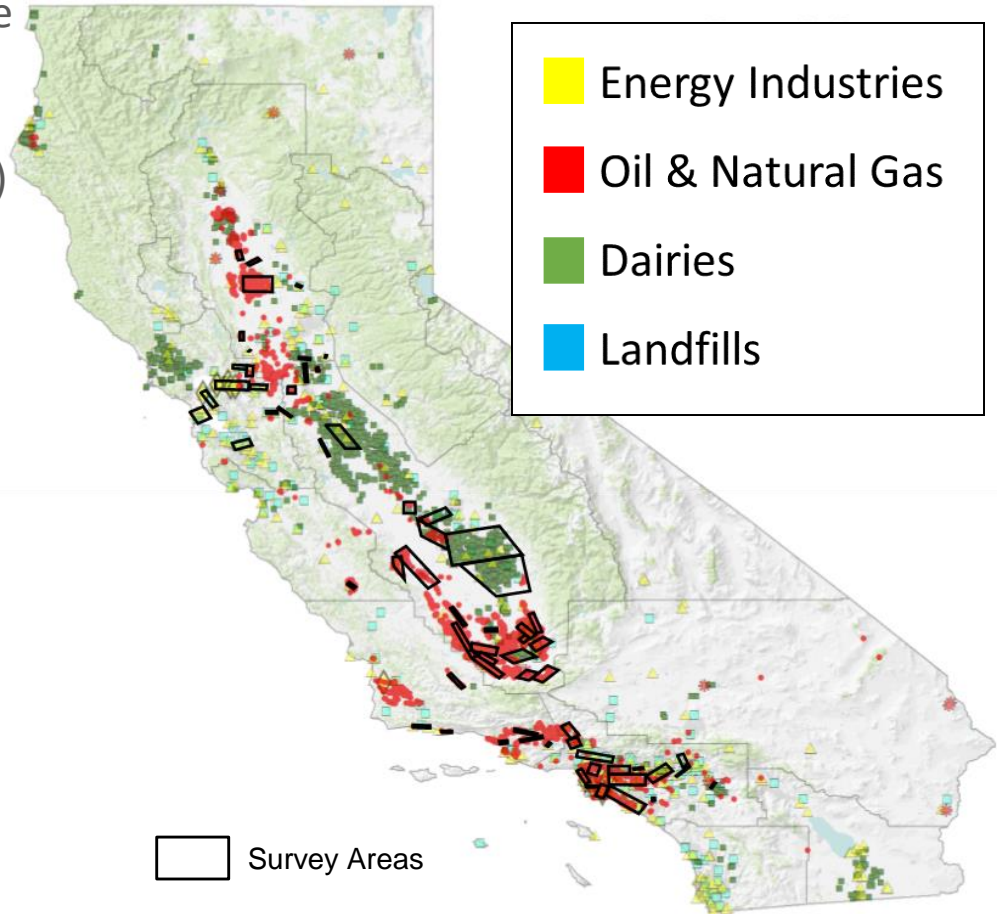 e
)
Energy Industries
Oil & Natural Gas
Dairies
Landfills
Survey Areas